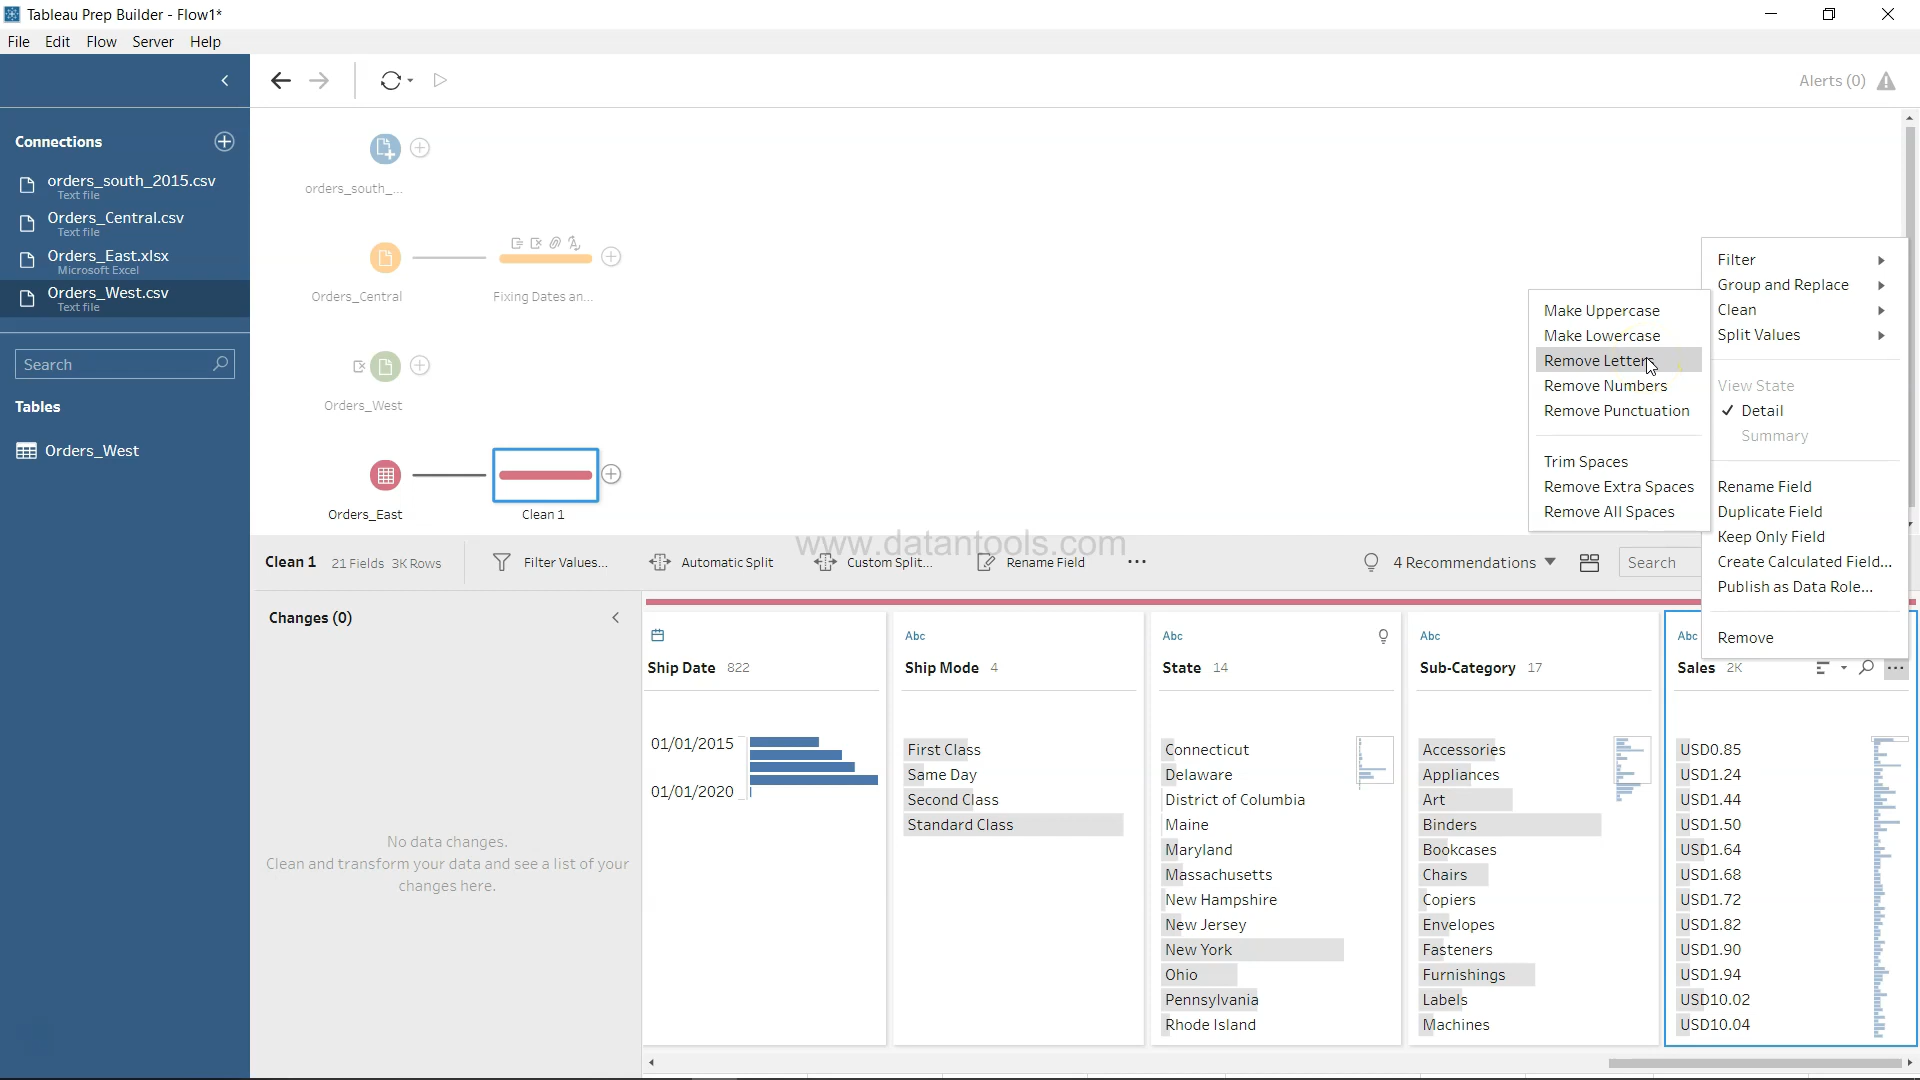 Tableau Prep Builder - Flow1*
File Edit Flow Server Help
Alerts (0)
Connections
orders_south_2015.csv
Text file
Orders_Central.csv
Text file
Orders_East.xlsx
Microsoft Excel
Orders_West.csv
Text file
Search
Tables
Orders_West
orders_south_...
Orders_Central
Fixing Dates an...
Orders_West
Orders_East
Clean 1
Make Uppercase
Make Lowercase
Remove Letters
Remove Numbers
Remove Punctuation
Trim Spaces
Remove Extra Spaces
Remove All Spaces
Filter
Group and Replace
Clean
Split Values
View State
Detail
Summary
Rename Field
Duplicate Field
Keep Only Field
Create Calculated Field...
Publish as Data Role...
Remove
www.datantools.com
Clean 1 21 Fields 3K Rows Filter Values... Automatic Split Custom Split... Rename Field ... 4 Recommendations Search
Changes (0)
No data changes.
Clean and transform your data and see a list of your
changes here.
Ship Date 822
01/01/2015
01/01/2020
Abc
Ship Mode 4
First Class
Same Day
Second Class
Standard Class
Abc
State 14
Connecticut
Delaware
District of Columbia
Maine
Maryland
Massachusetts
New Hampshire
New Jersey
New York
Ohio
Pennsylvania
Rhode Island
Abc
Sub-Category 17
Accessories
Appliances
Art
Binders
Bookcases
Chairs
Copiers
Envelopes
Fasteners
Furnishings
Labels
Machines
Abc
Sales 2K
USD0.85
USD1.24
USD1.44
USD1.50
USD1.64
USD1.68
USD1.72
USD1.82
USD1.90
USD1.94
USD10.02
USD10.04